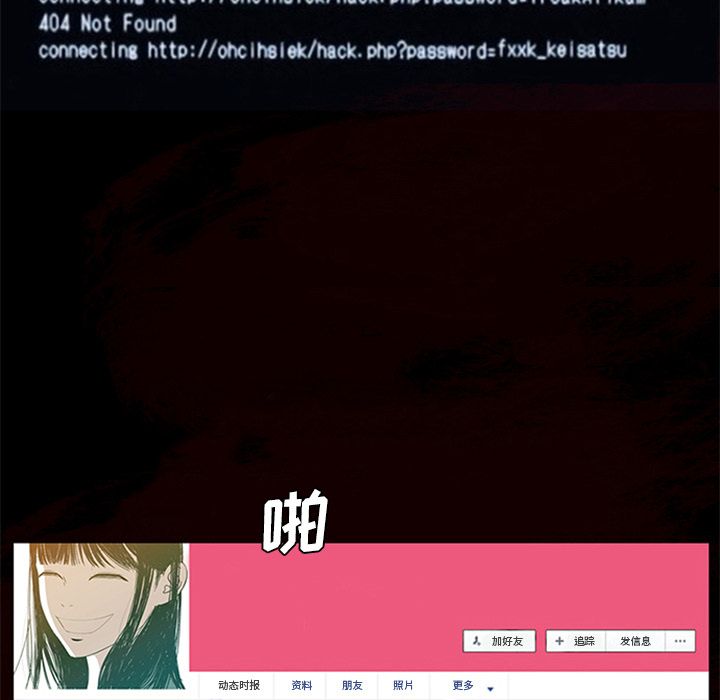 404 Not Found
connecting http://ohcihsiek/hack.php?password=fxxk_keisatsu
啪
加好友
+ 追踪
发信息
...
动态时报
资料
朋友
照片
更多